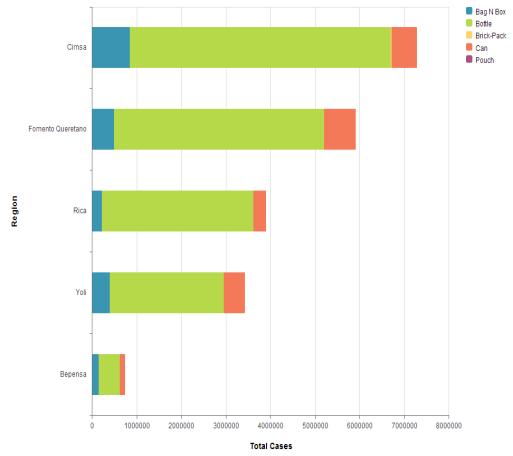 Bag N Box
Bottle
Brick-Pack
Can
Pouch
Cimsa
Fomento Queretano
Rica
Yoli
Bepensa
Region
0 1000000 2000000 3000000 4000000 5000000 6000000 7000000 8000000
Total Cases